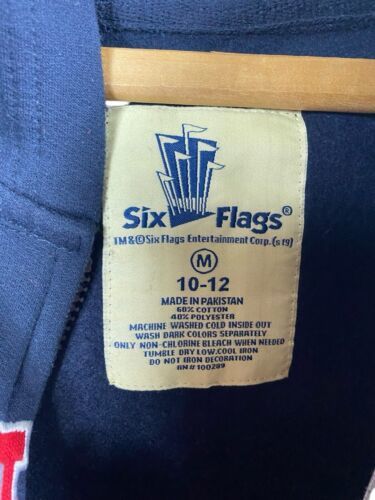 Six Flags®
TM&©Six Flags Entertainment Corp.(s19)
M
10-12
MADE IN PAKISTAN
60% COTTON
40% POLYESTER
MACHINE WASHED COLD INSIDE OUT
WASH DARK COLORS SEPARATELY
ONLY NON-CHLORINE BLEACH WHEN NEEDED
TUMBLE DRY LOW.COOL IRON
DO NOT IRON DECORATION
RN#100289